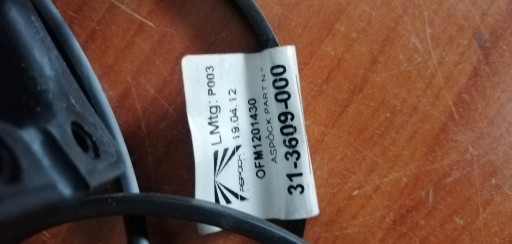 LMtg: P003
19.04.12
ASPÖCK
OFM1201430
ASPÖCK PART N°
31-3609-000